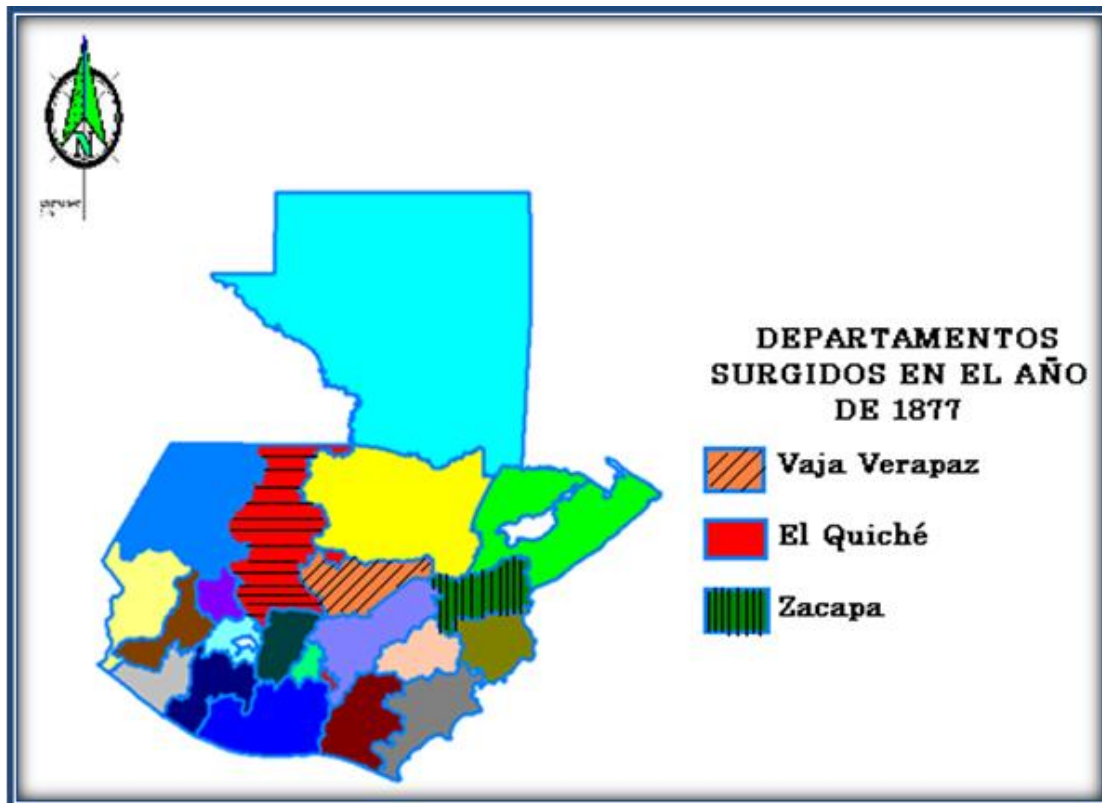 N
DEPARTAMENTOS
SURGIDOS EN EL AÑO
DE 1877
Vaja Verapaz
El Quiché
Zacapa